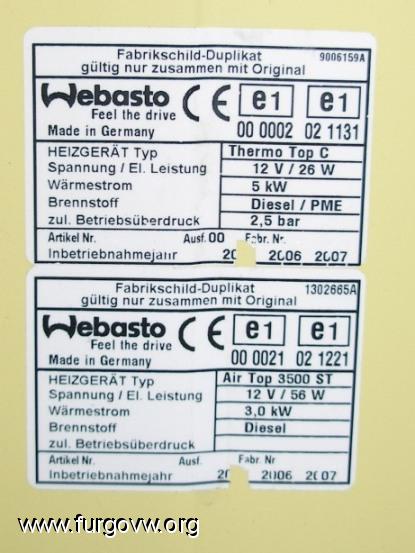 Fabrikschild-Duplikat 9006159A
gültig nur zusammen mit Original
Webasto CE e1 e1
Feel the drive
Made in Germany 00 0002 02 1131
HEIZGERÄT Typ Thermo Top C
Spannung / El. Leistung 12 V / 26 W
Wärmestrom 5 kW
Brennstoff Diesel / PME
zul. Betriebsüberdruck 2,5 bar
Artikel Nr. Ausf. 00 Fabr. Nr.
Inbetriebnahmejahr 2006 2007
Fabrikschild-Duplikat 1302665A
gültig nur zusammen mit Original
Webasto CE e1 e1
Feel the drive
Made in Germany 00 0021 02 1221
HEIZGERÄT Typ Air Top 3500 ST
Spannung / El. Leistung 12 V / 56 W
Wärmestrom 3,0 kW
Brennstoff Diesel
zul. Betriebsüberdruck
Artikel Nr. Ausf. Fabr. Nr.
Inbetriebnahmejahr 2006 2007
www.furgovw.org